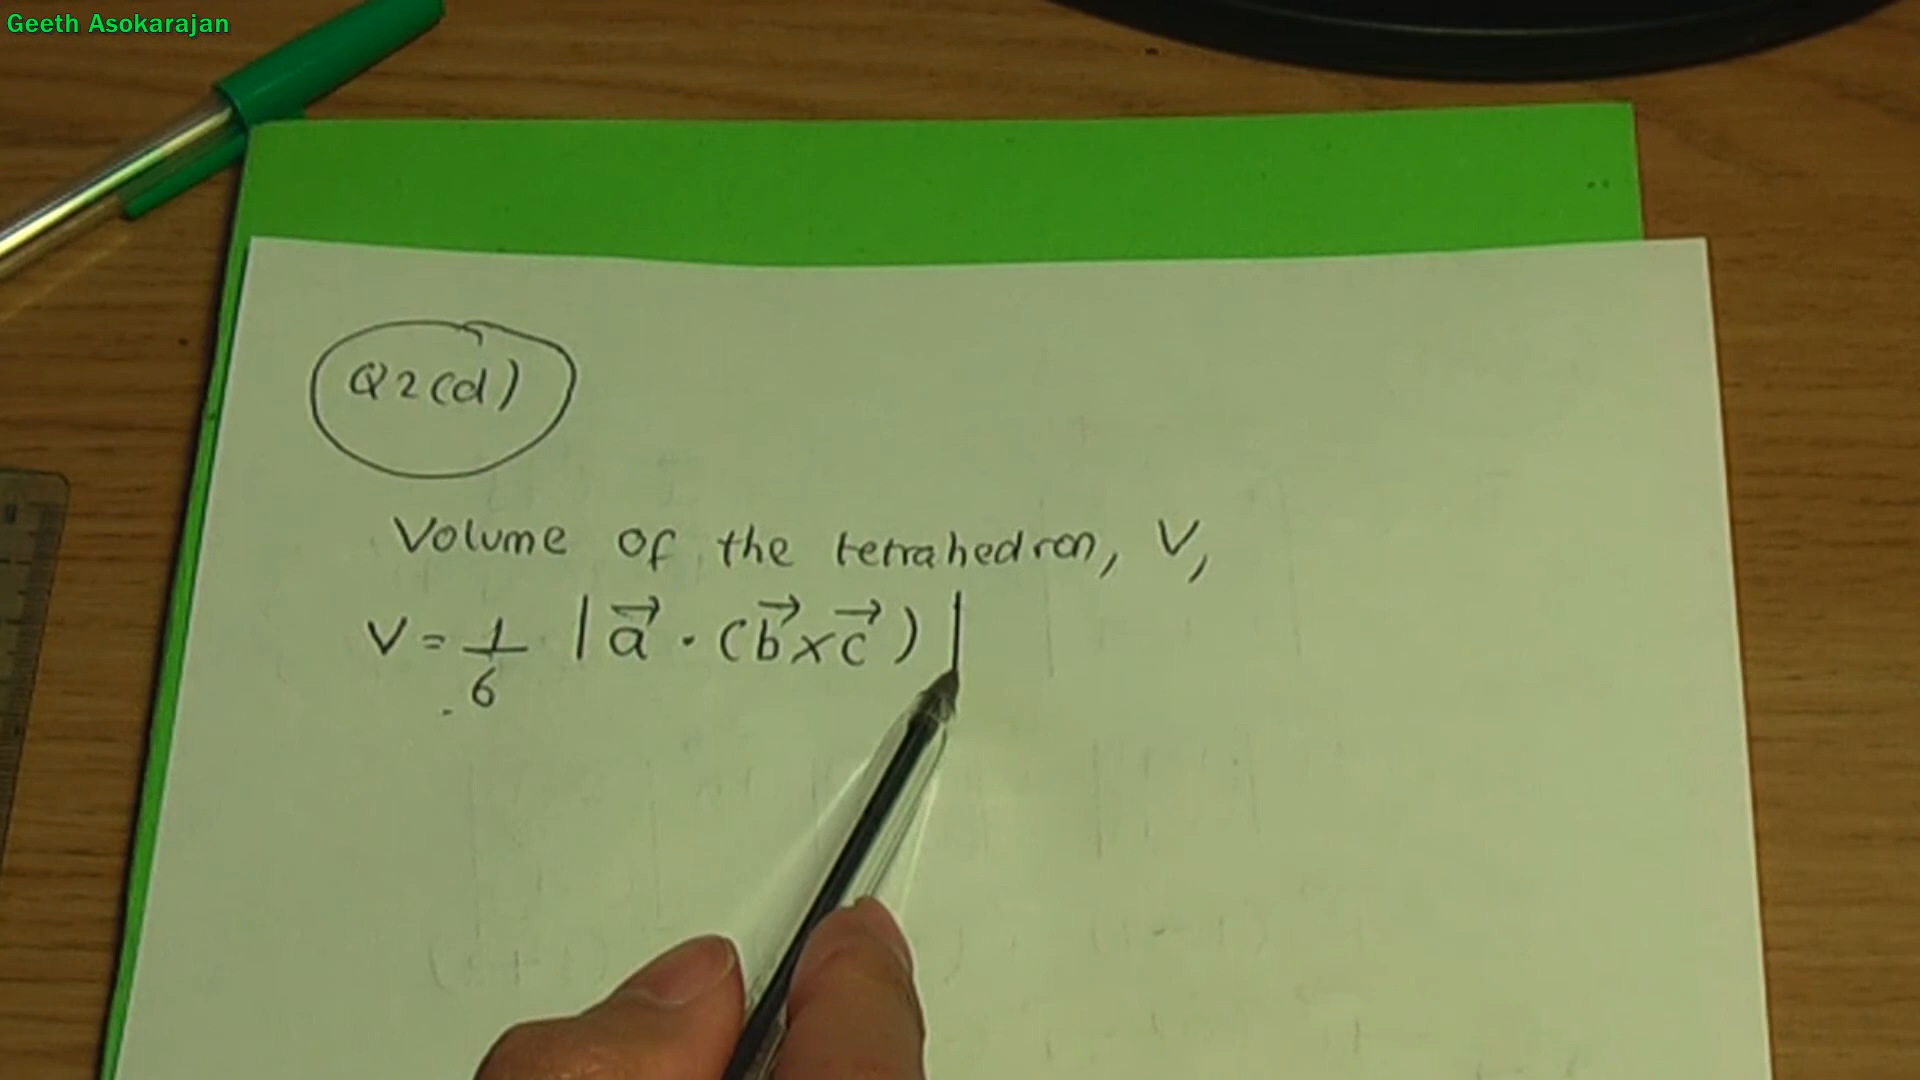 Geeth Asokarajan
Q2(d)
Volume of the tetrahedron, V,
V = 1/6 |a⃗ · (b⃗ × c⃗)|